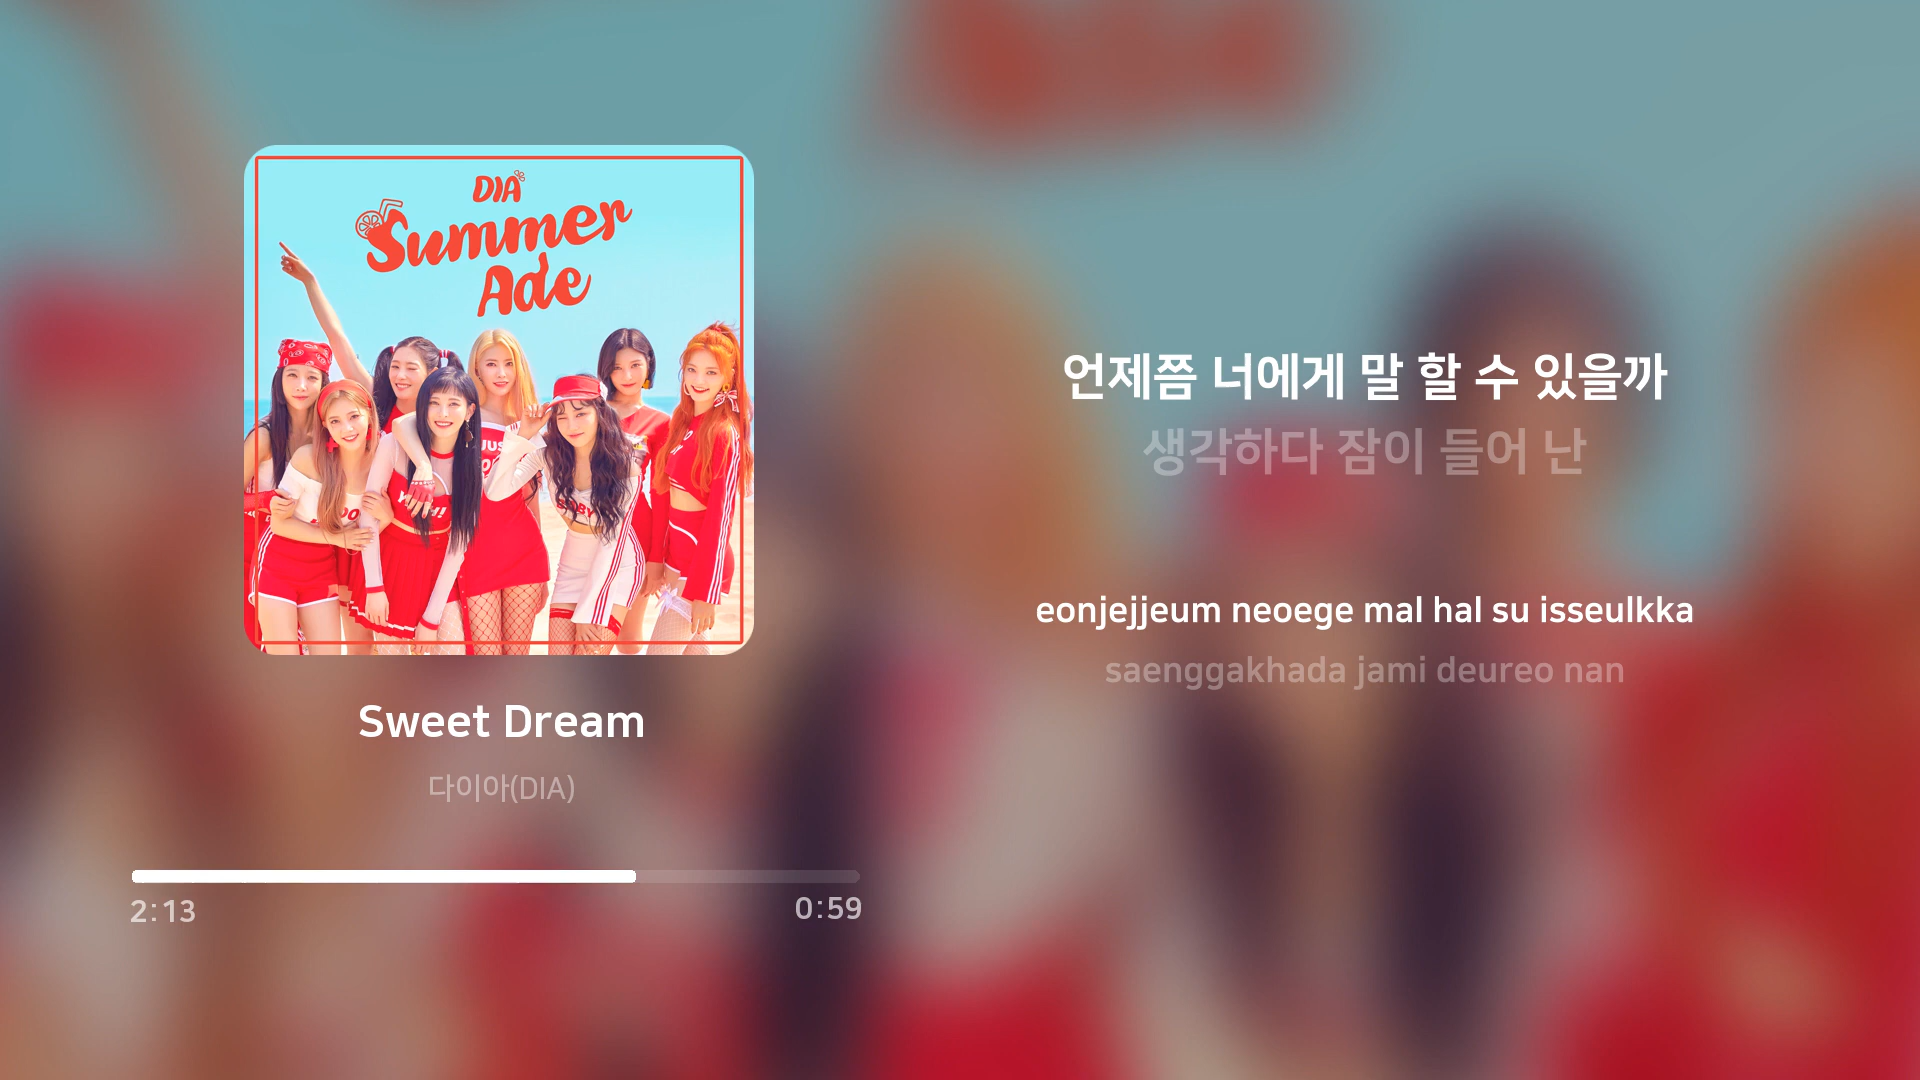 DIA
Summer
Ade
Sweet Dream
다이아(DIA)
2:13
0:59
언제쯤 너에게 말 할 수 있을까
생각하다 잠이 들어 난
eonjejjeum neoege mal hal su isseulkka
saenggakhada jami deureo nan